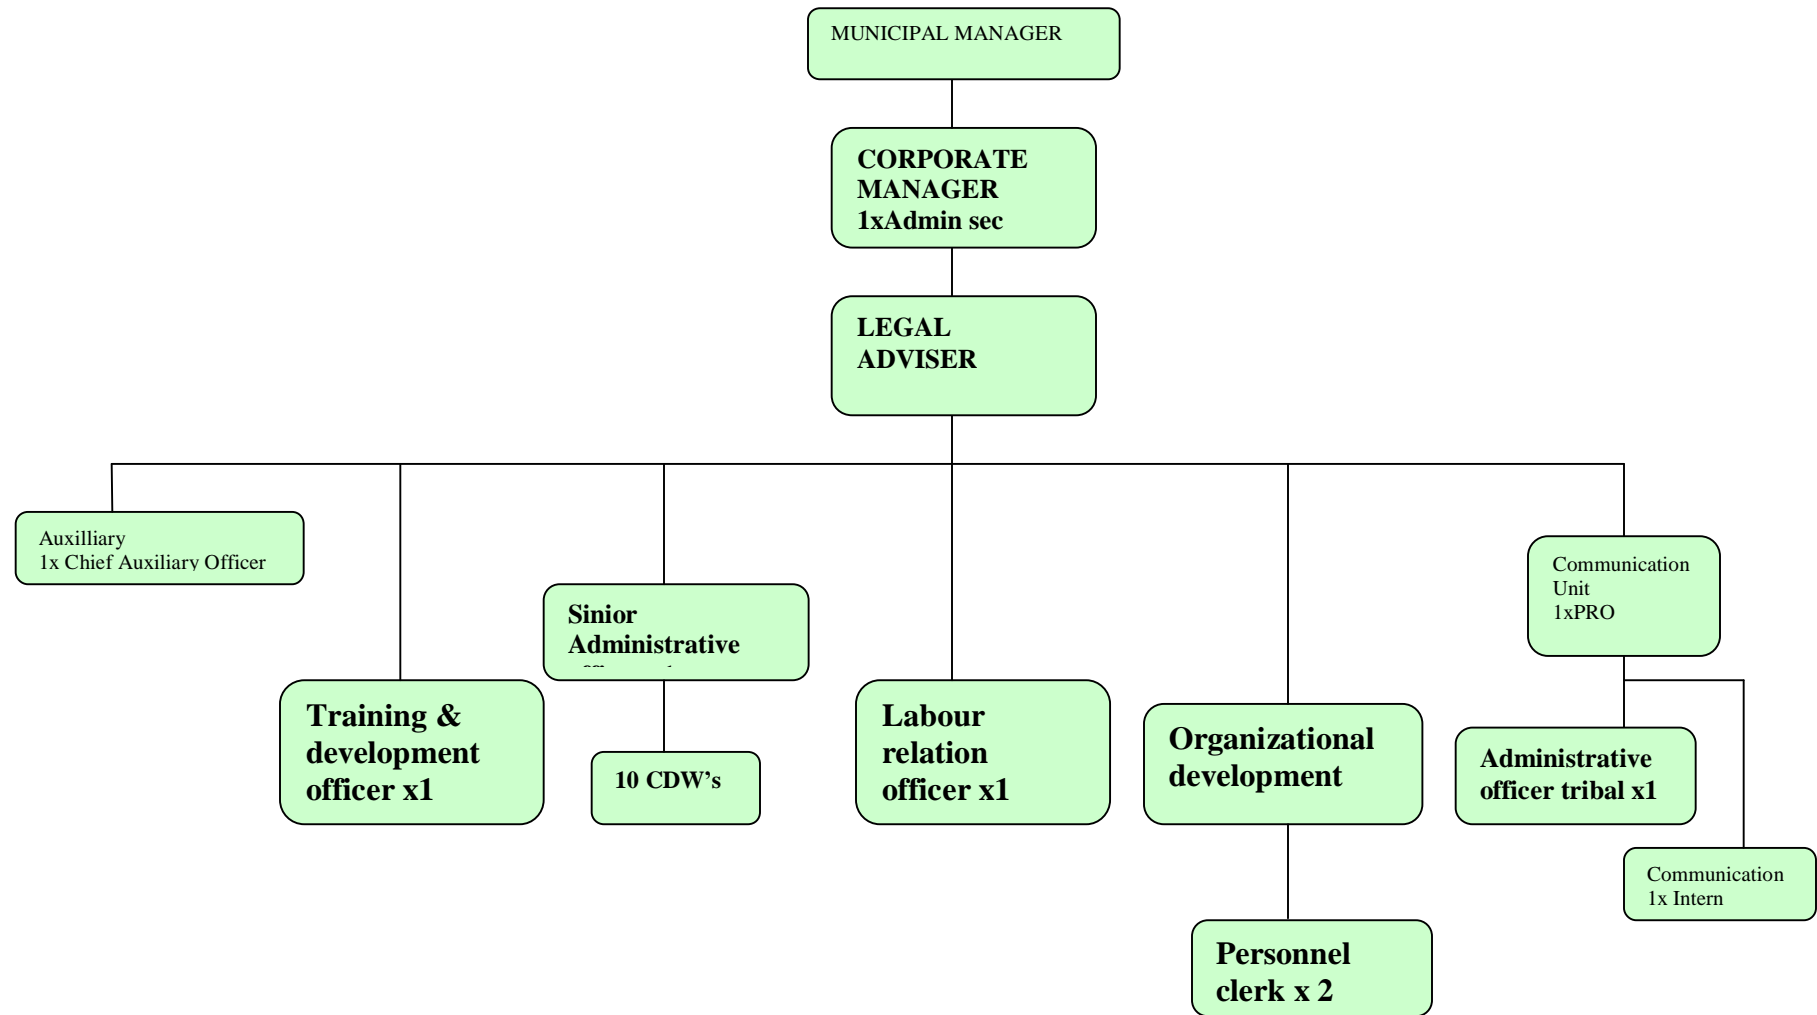 MUNICIPAL MANAGER
CORPORATE
MANAGER
1xAdmin sec
LEGAL
ADVISER
Auxilliary
1x Chief Auxiliary Officer
Communication
Unit
1xPRO
Sinior
Administrative
Training &
development
officer x1
10 CDW’s
Labour
relation
officer x1
Organizational
development
Administrative
officer tribal x1
Communication
1x Intern
Personnel
clerk x 2